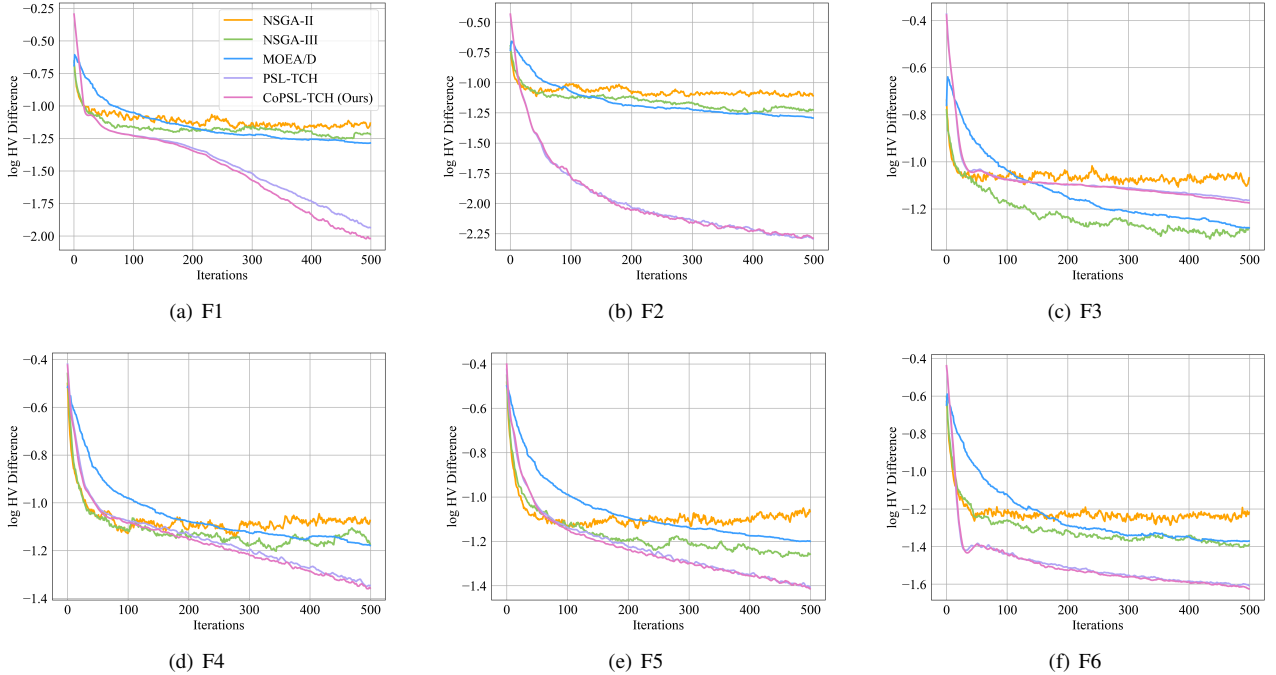 −0.25
−0.50
−0.75
−1.00
−1.25
−1.50
−1.75
−2.00
log HV Difference
NSGA-II
NSGA-III
MOEA/D
PSL-TCH
CoPSL-TCH (Ours)
0 100 200 300 400 500
Iterations
(a) F1
−0.50
−0.75
−1.00
−1.25
−1.50
−1.75
−2.00
−2.25
log HV Difference
0 100 200 300 400 500
Iterations
(b) F2
−0.4
−0.6
−0.8
−1.0
−1.2
log HV Difference
0 100 200 300 400 500
Iterations
(c) F3
−0.4
−0.6
−0.8
−1.0
−1.2
−1.4
log HV Difference
0 100 200 300 400 500
Iterations
(d) F4
−0.4
−0.6
−0.8
−1.0
−1.2
−1.4
log HV Difference
0 100 200 300 400 500
Iterations
(e) F5
−0.4
−0.6
−0.8
−1.0
−1.2
−1.4
−1.6
log HV Difference
0 100 200 300 400 500
Iterations
(f) F6